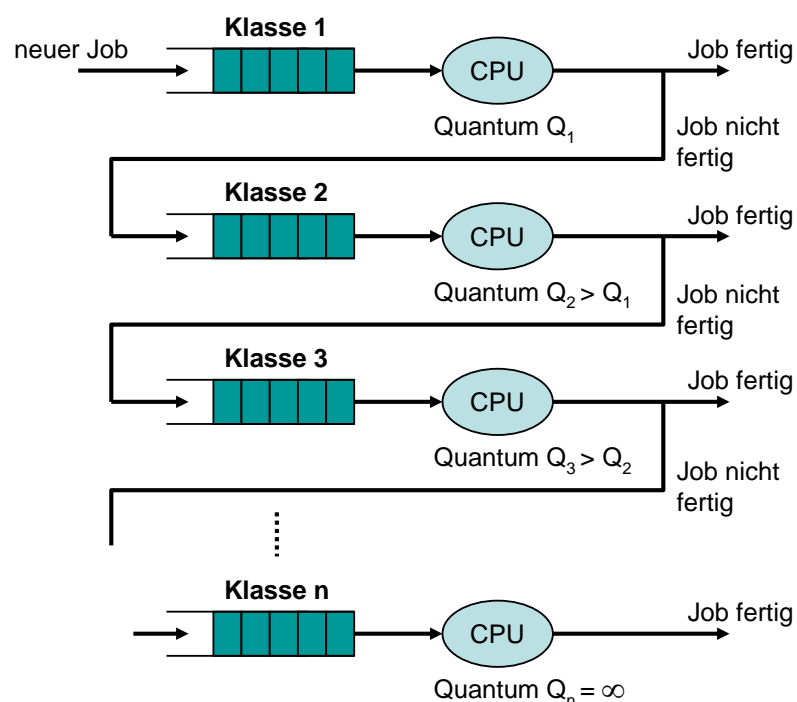 Klasse 1
neuer Job
CPU
Job fertig
Quantum Q₁
Job nicht
fertig
Klasse 2
CPU
Job fertig
Quantum Q₂ > Q₁
Job nicht
fertig
Klasse 3
CPU
Job fertig
Quantum Q₃ > Q₂
Job nicht
fertig
Klasse n
CPU
Job fertig
Quantum Qₙ = ∞